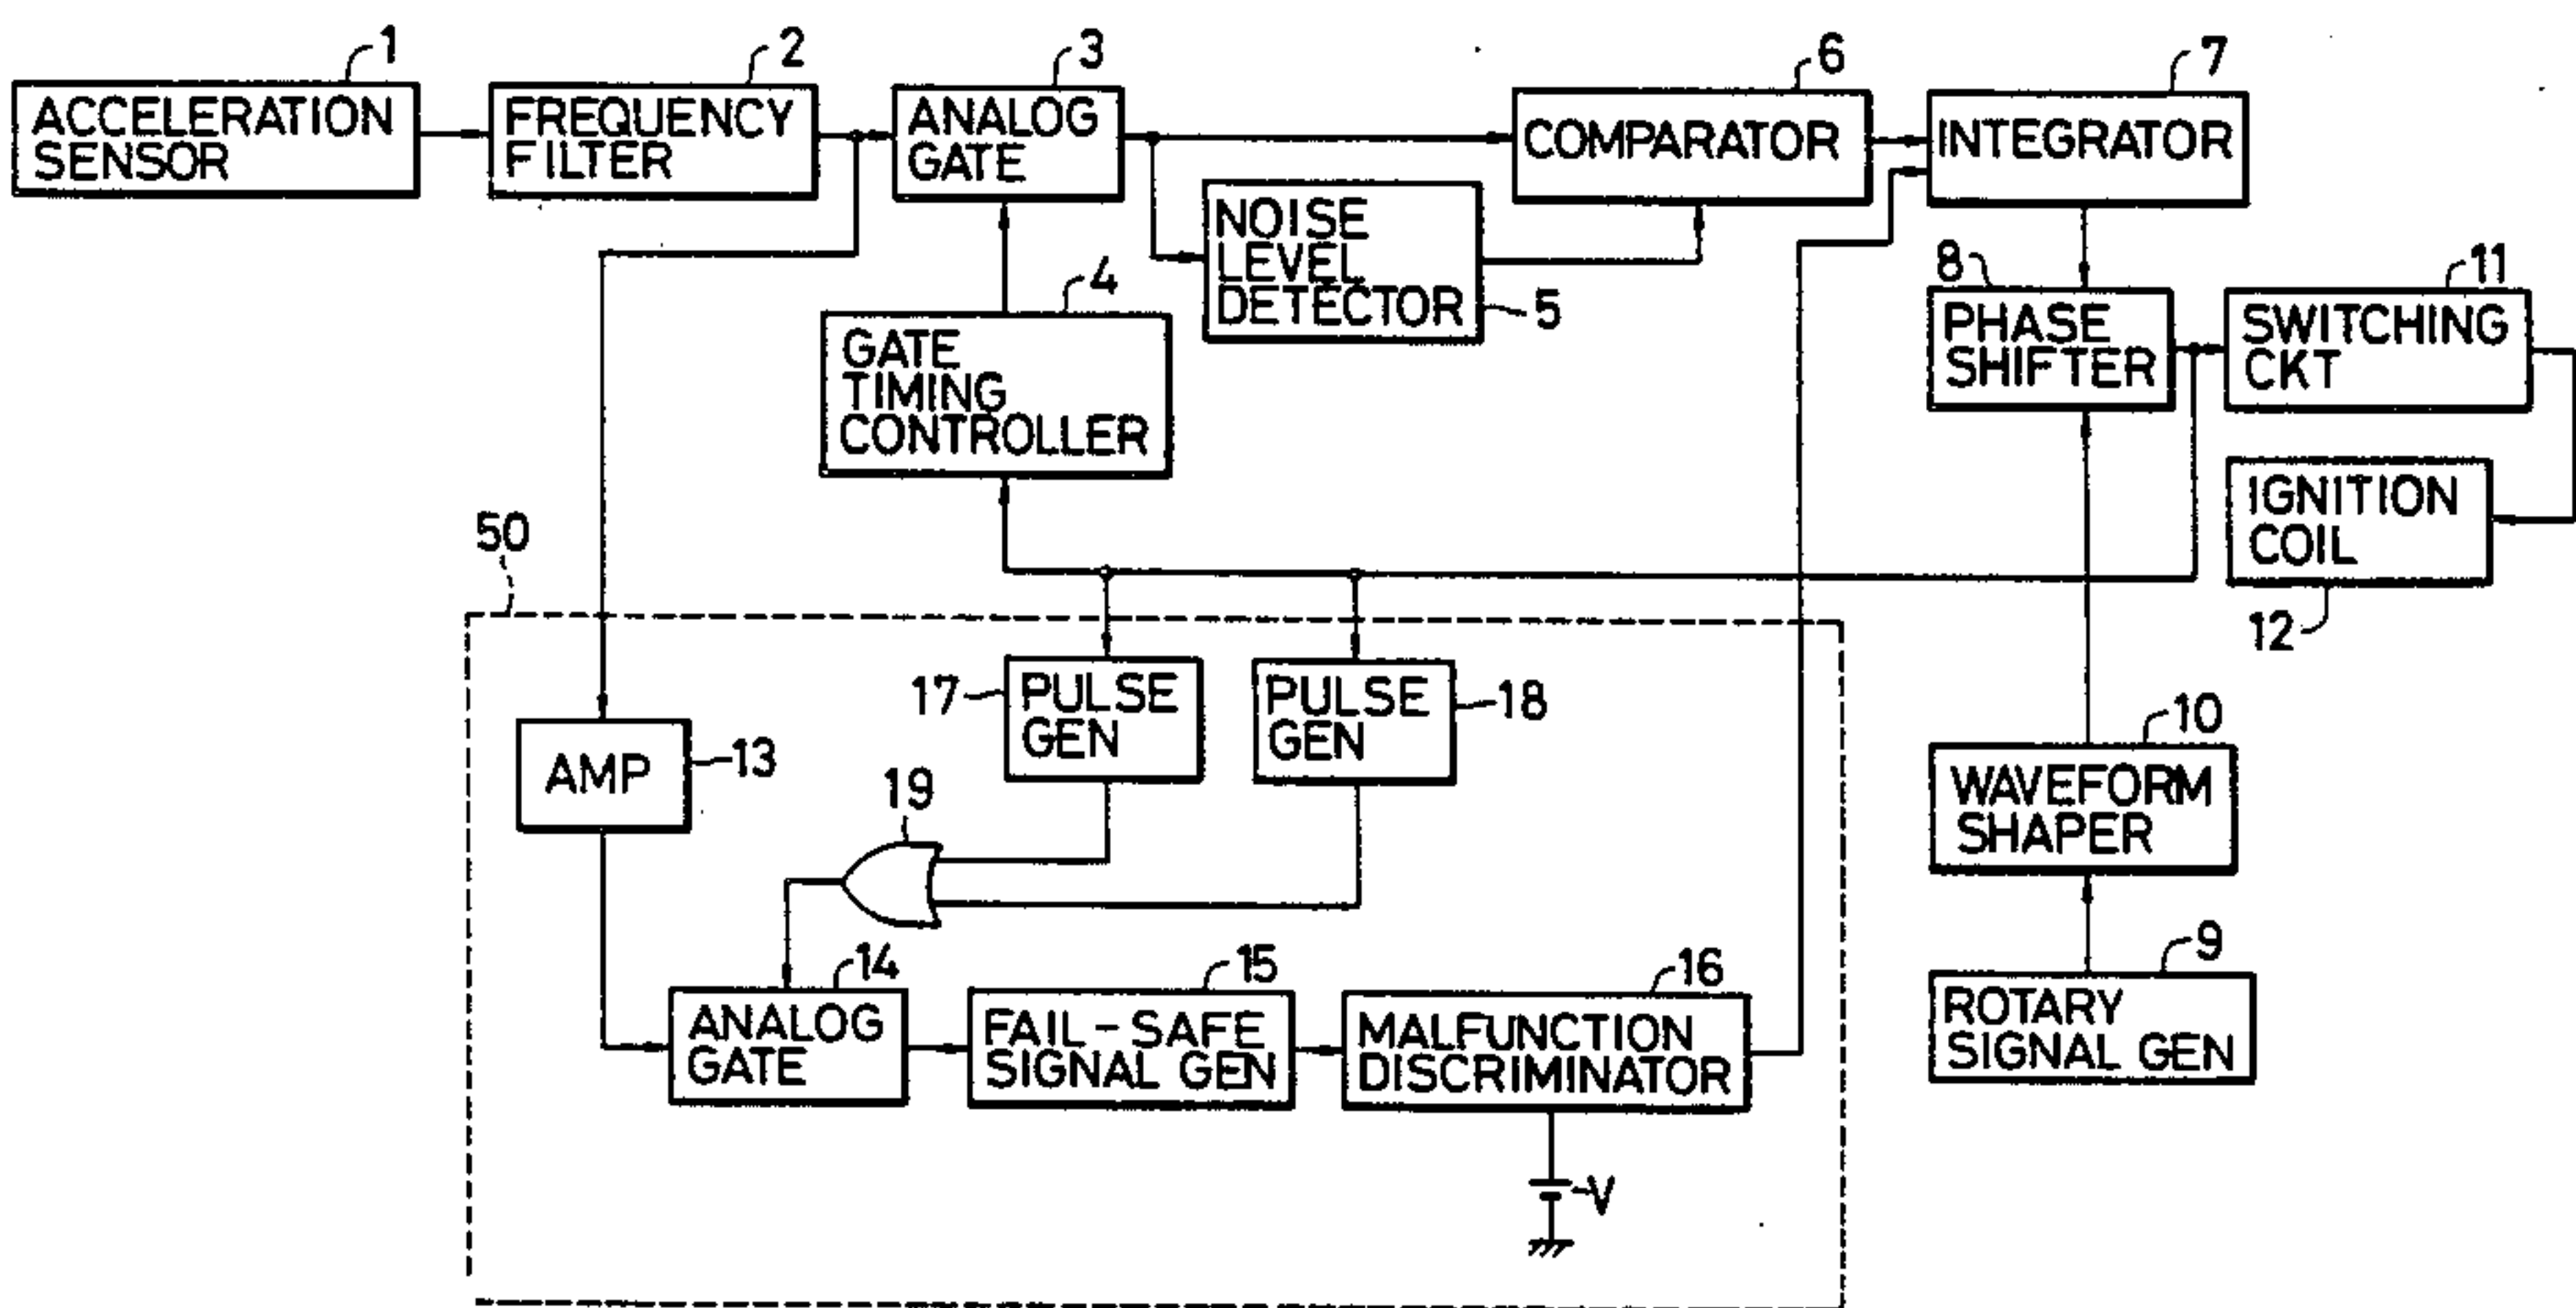 1
2
3
6
7
ACCELERATION
SENSOR
FREQUENCY
FILTER
ANALOG
GATE
COMPARATOR
INTEGRATOR
NOISE
LEVEL
DETECTOR
5
4
GATE
TIMING
CONTROLLER
8
PHASE
SHIFTER
11
SWITCHING
CKT
IGNITION
COIL
12
50
17
PULSE
GEN
PULSE
GEN
18
AMP
13
19
10
WAVEFORM
SHAPER
14
ANALOG
GATE
15
FAIL-SAFE
SIGNAL GEN
16
MALFUNCTION
DISCRIMINATOR
9
ROTARY
SIGNAL GEN
V